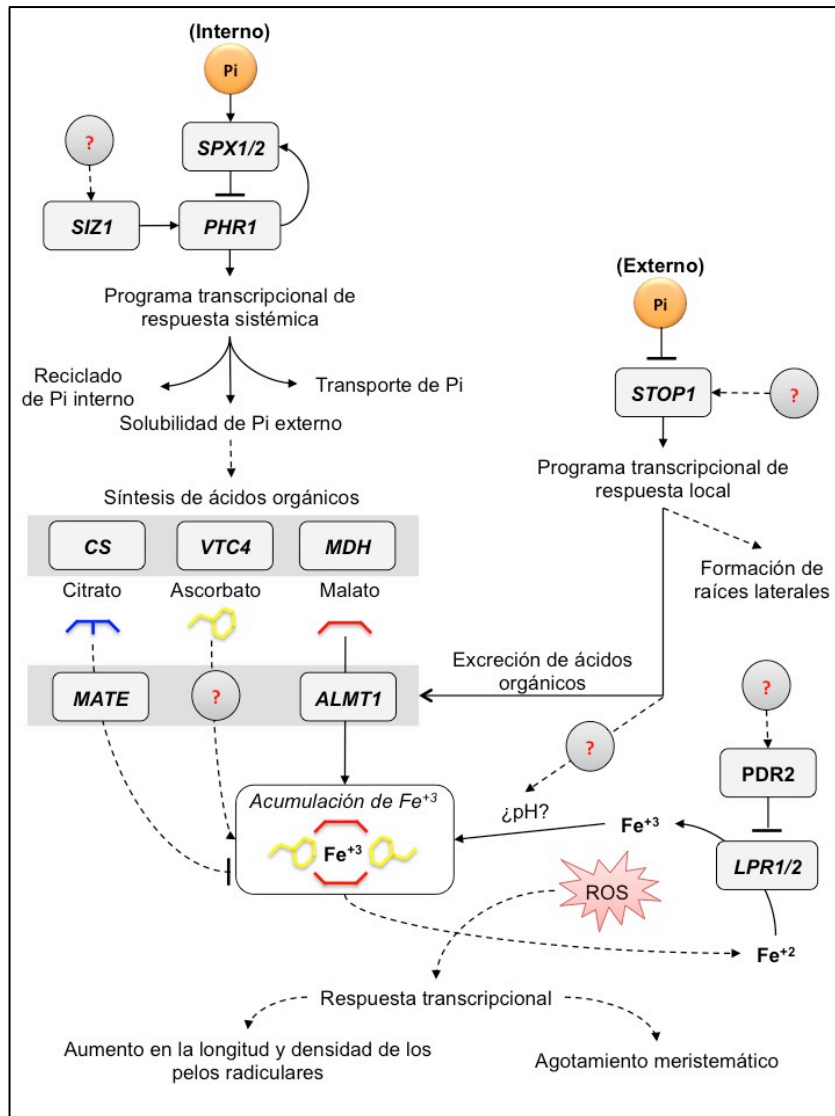 (Interno)
Pi
?
SPX1/2
SIZ1
PHR1
Programa transcripcional de
respuesta sistémica
Reciclado
de Pi interno
Transporte de Pi
Solubilidad de Pi externo
Síntesis de ácidos orgánicos
CS
VTC4
MDH
Citrato
Ascorbato
Malato
MATE
?
ALMT1
(Externo)
Pi
STOP1
?
Programa transcripcional de
respuesta local
Formación de
raíces laterales
Excreción de ácidos
orgánicos
?
?
PDR2
¿pH?
Fe+3
LPR1/2
Acumulación de Fe+3
Fe+3
ROS
Fe+2
Respuesta transcripcional
Aumento en la longitud y densidad de los
pelos radiculares
Agotamiento meristemático